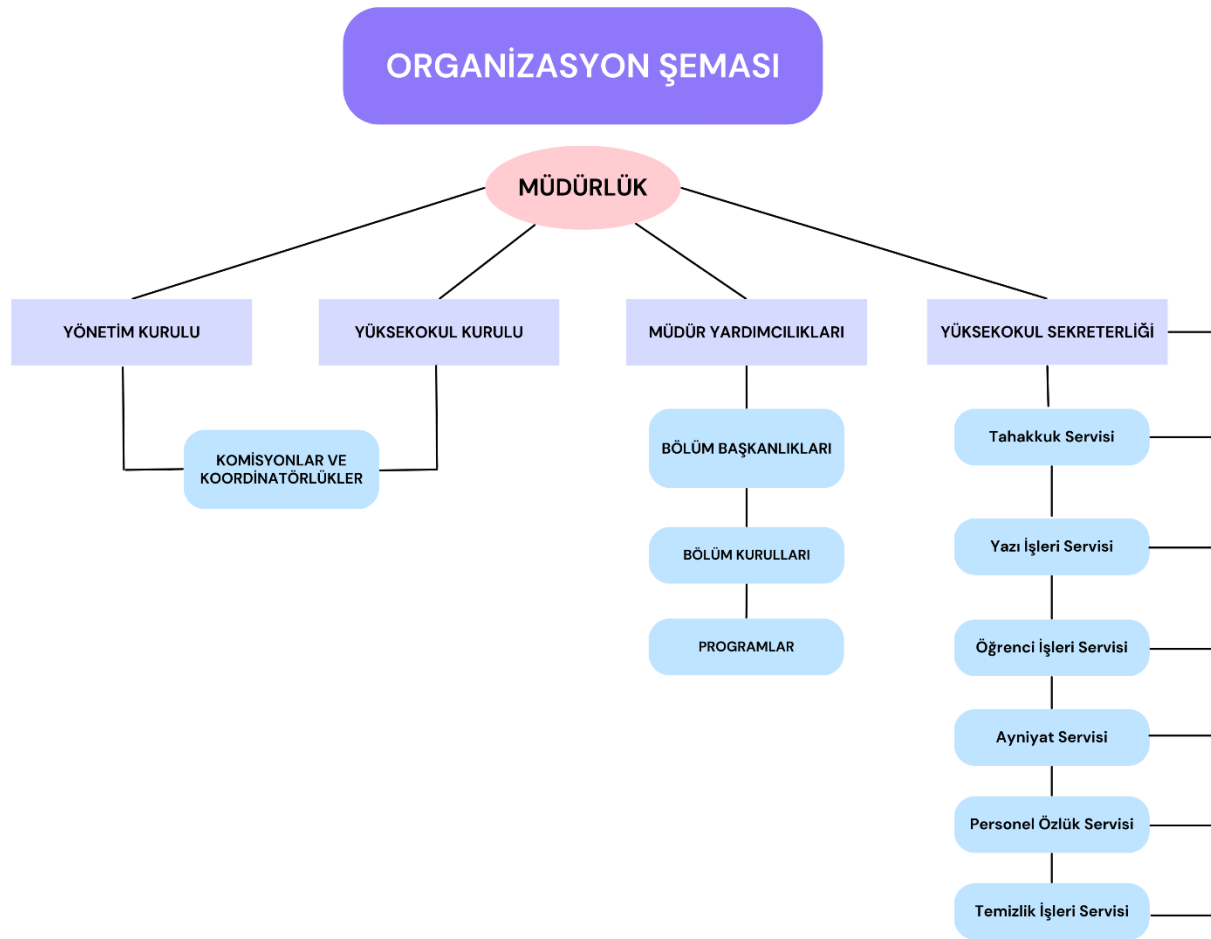 ORGANİZASYON ŞEMASI
MÜDÜRLÜK
YÖNETİM KURULU
YÜKSEKOKUL KURULU
MÜDÜR YARDIMCILIKLARI
YÜKSEKOKUL SEKRETERLİĞİ
KOMİSYONLAR VE
KOORDİNATÖRLÜKLER
BÖLÜM BAŞKANLIKLARI
BÖLÜM KURULLARI
PROGRAMLAR
Tahakkuk Servisi
Yazı İşleri Servisi
Öğrenci İşleri Servisi
Ayniyat Servisi
Personel Özlük Servisi
Temizlik İşleri Servisi